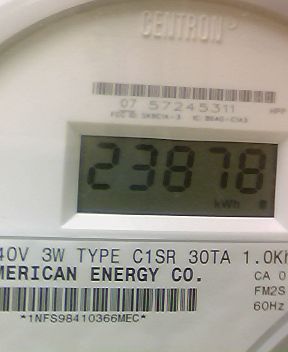 CENTRON
07 57245311
23878
kWh
40V 3W TYPE C1SR 30TA 1.0Kh
MERICAN ENERGY CO.
CA 0
FM2S
60Hz
*1NFS98410366MEC*